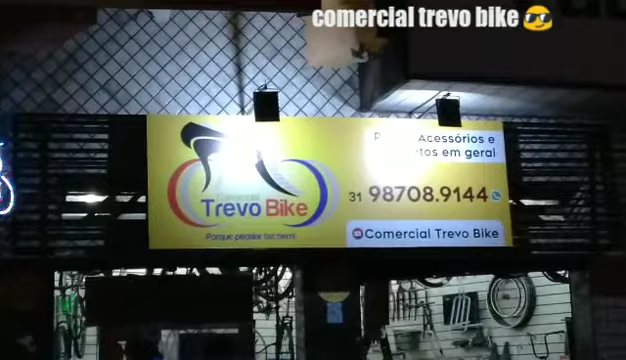 comercial trevo bike😎
Acessórios e
tos em geral
31 98708.9144
Trevo Bike
Porque pedalar faz bem!
Comercial Trevo Bike